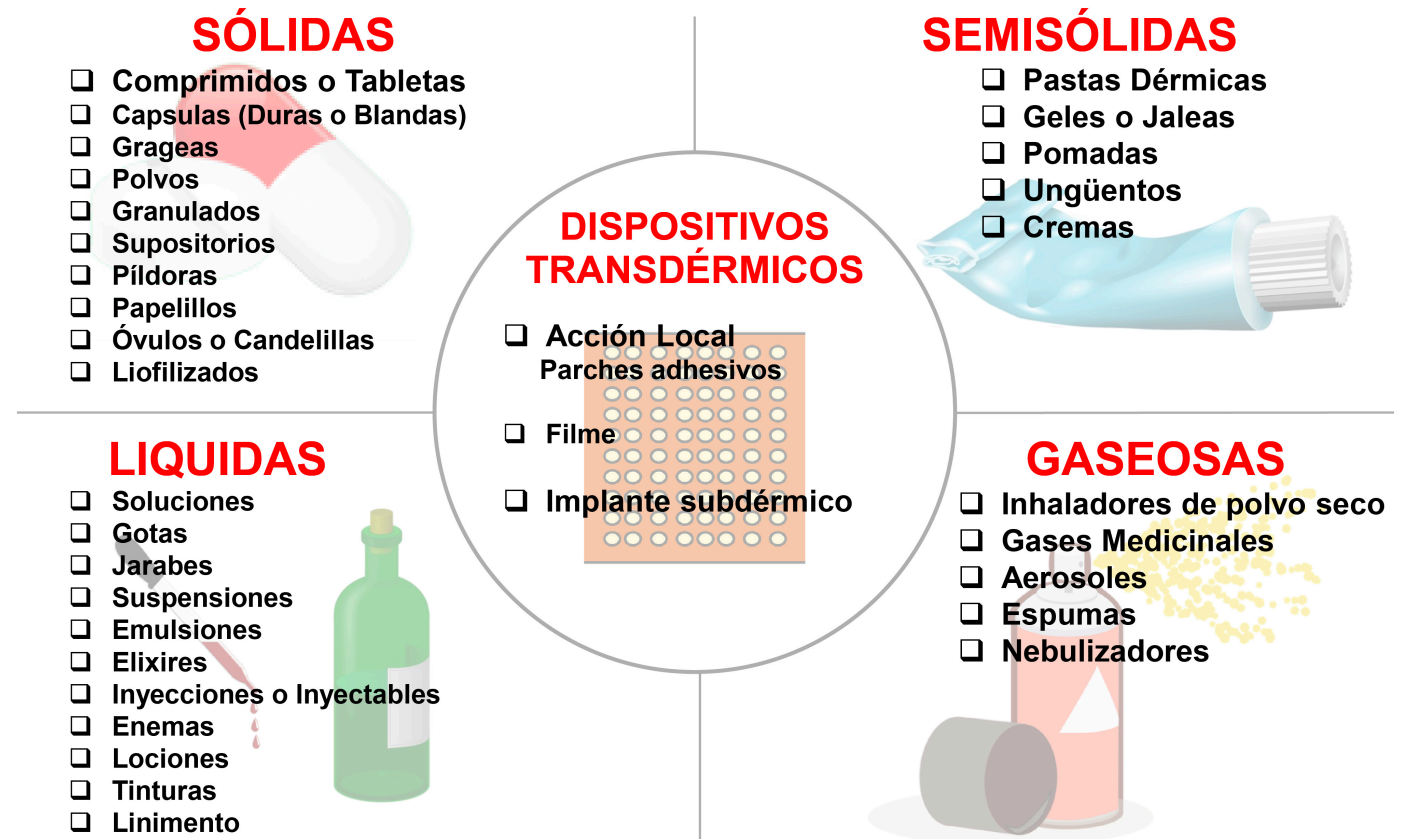 SÓLIDAS
❑ Comprimidos o Tabletas
❑ Capsulas (Duras o Blandas)
❑ Grageas
❑ Polvos
❑ Granulados
❑ Supositorios
❑ Píldoras
❑ Papelillos
❑ Óvulos o Candelillas
❑ Liofilizados
SEMISÓLIDAS
❑ Pastas Dérmicas
❑ Geles o Jaleas
❑ Pomadas
❑ Ungüentos
❑ Cremas
DISPOSITIVOS
TRANSDÉRMICOS
❑ Acción Local
Parches adhesivos
❑ Filme
❑ Implante subdérmico
LIQUIDAS
❑ Soluciones
❑ Gotas
❑ Jarabes
❑ Suspensiones
❑ Emulsiones
❑ Elixires
❑ Inyecciones o Inyectables
❑ Enemas
❑ Lociones
❑ Tinturas
❑ Linimento
GASEOSAS
❑ Inhaladores de polvo seco
❑ Gases Medicinales
❑ Aerosoles
❑ Espumas
❑ Nebulizadores